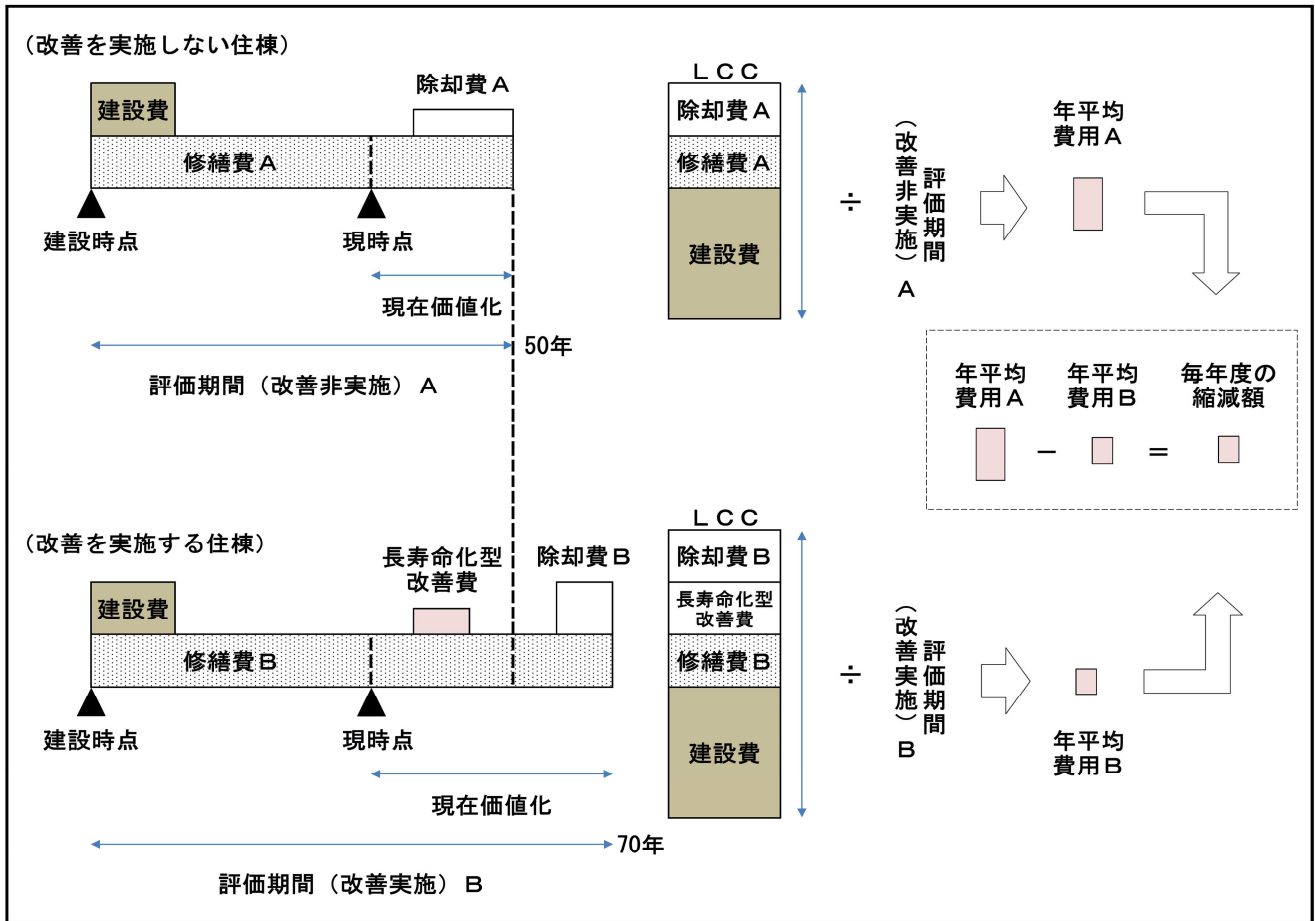 （改善を実施しない住棟）
建設費
除却費Ａ
修繕費Ａ
建設時点
現時点
現在価値化
50年
評価期間（改善非実施）Ａ
ＬＣＣ
除却費Ａ
修繕費Ａ
建設費
÷
評価期間
（改善非実施）
Ａ
年平均
費用Ａ
年平均
費用Ａ
－
年平均
費用Ｂ
＝
毎年度の
縮減額
（改善を実施する住棟）
建設費
長寿命化型
改善費
除却費Ｂ
修繕費Ｂ
建設時点
現時点
現在価値化
70年
評価期間（改善実施）Ｂ
ＬＣＣ
除却費Ｂ
長寿命化型
改善費
修繕費Ｂ
建設費
÷
評価期間
（改善実施）
Ｂ
年平均
費用Ｂ